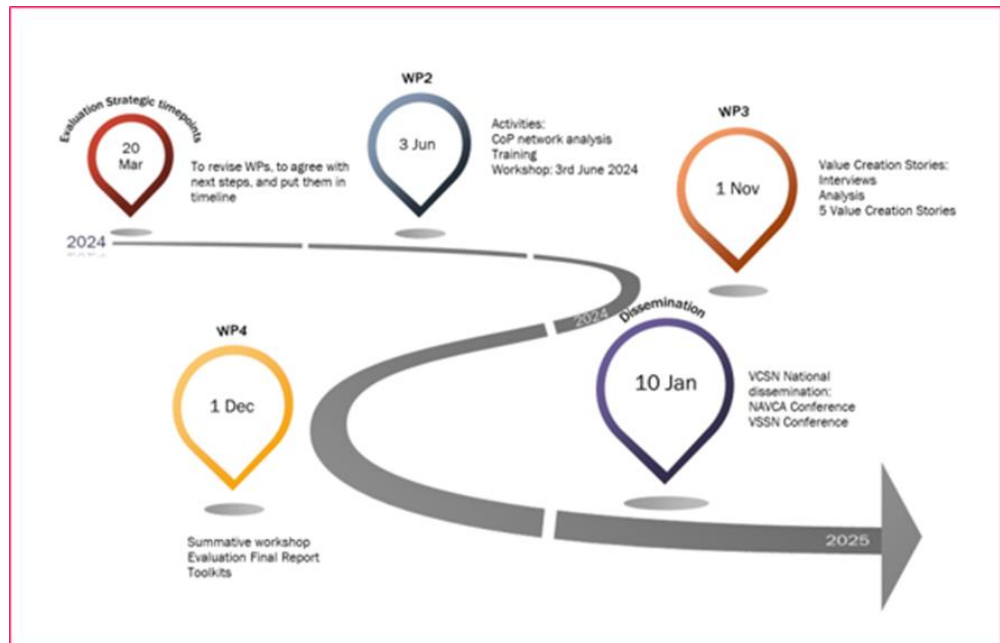 Evaluation Strategic timepoints
20
Mar
To revise WPs, to agree with
next steps, and put them in
timeline
WP2
3 Jun
Activities:
CoP network analysis
Training
Workshop: 3rd June 2024
WP3
1 Nov
Value Creation Stories:
Interviews
Analysis
5 Value Creation Stories
2024
2024
WP4
1 Dec
Summative workshop
Evaluation Final Report
Toolkits
Dissemination
10 Jan
VCSN National
dissemination:
NAVCA Conference
VSSN Conference
2025